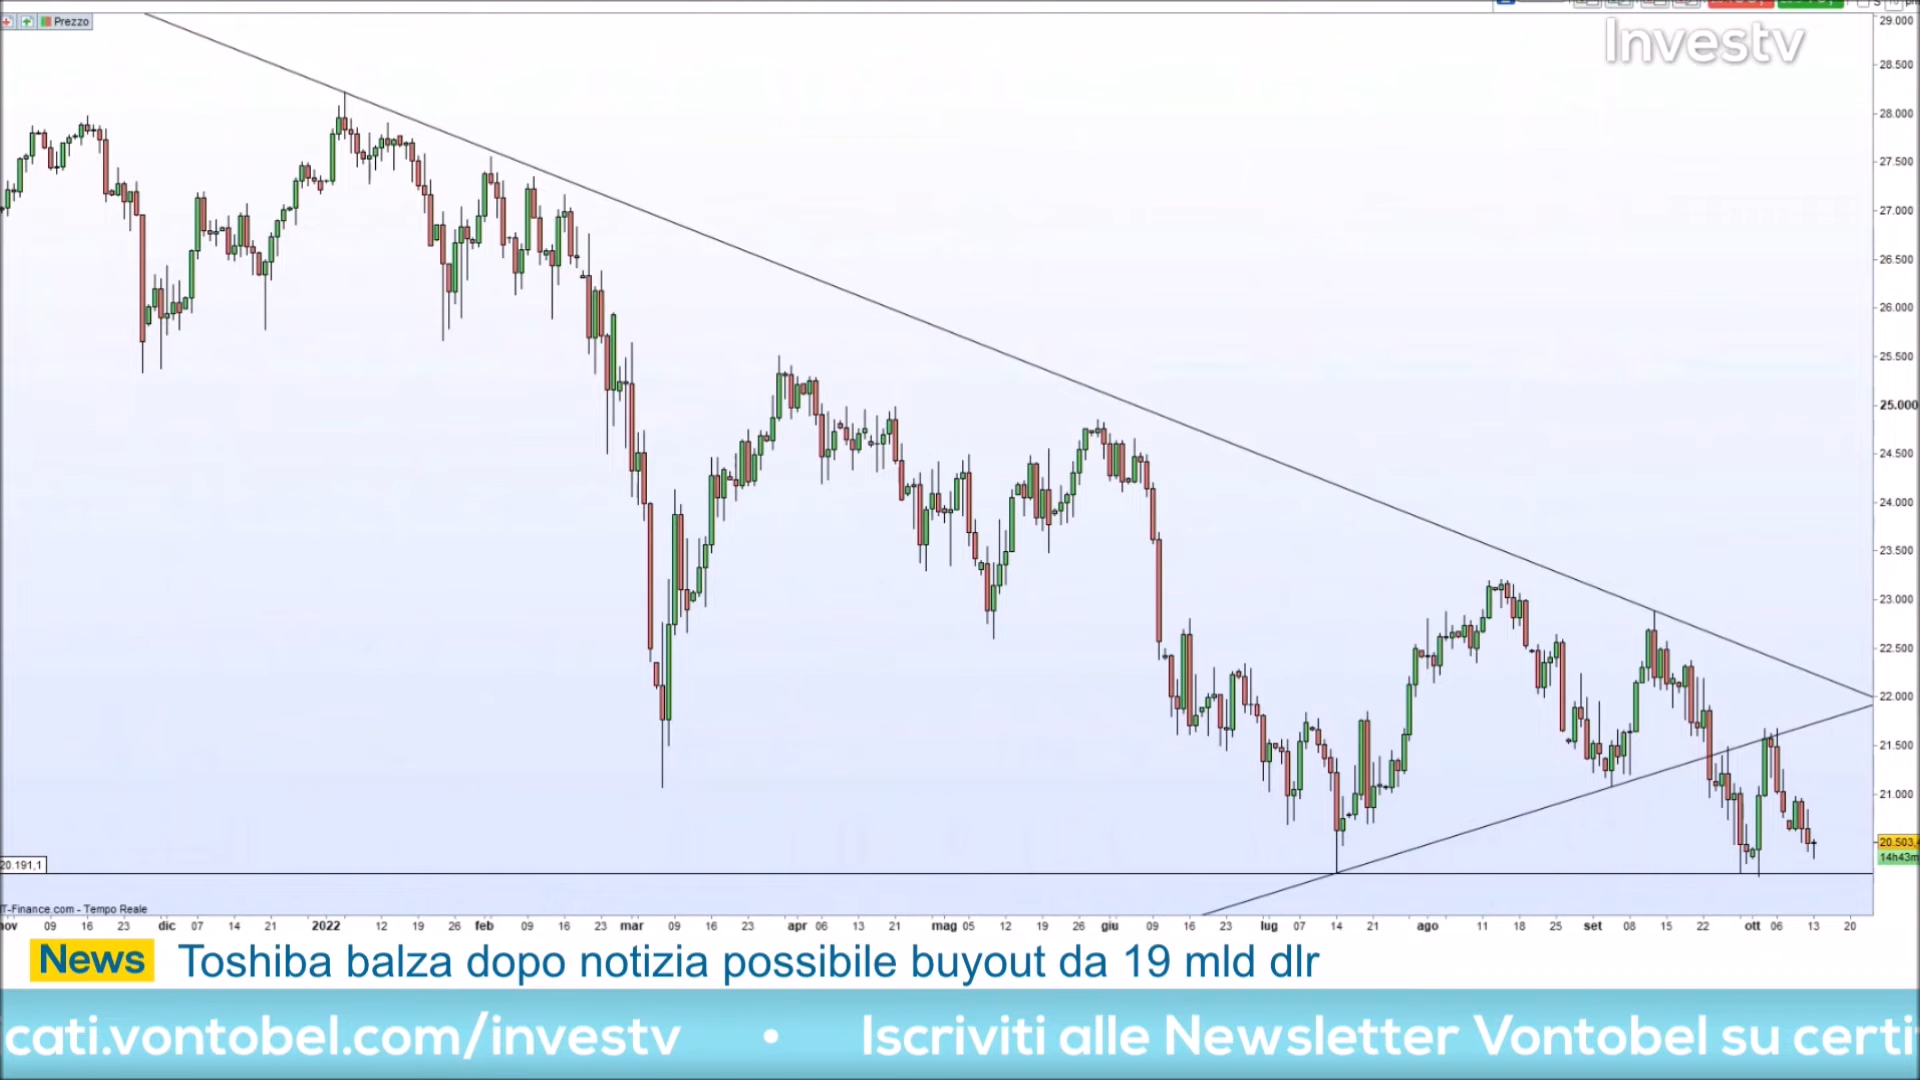 Prezzo
Investv
29.000
28.500
28.000
27.500
27.000
26.500
26.000
25.500
25.000
24.500
24.000
23.500
23.000
22.500
22.000
21.500
21.000
20.503,
14h43m
20.191,1
IT-Finance.com - Tempo Reale
nov 09 16 23 dic 07 14 21 2022 12 19 26 feb 09 16 23 mar 09 16 23 apr 06 13 21 mag 05 12 19 26 giu 09 16 23 lug 07 14 21 ago 11 18 25 set 08 15 22 ott 06 13 20
News Toshiba balza dopo notizia possibile buyout da 19 mld dlr
cati.vontobel.com/investv • Iscriviti alle Newsletter Vontobel su certi